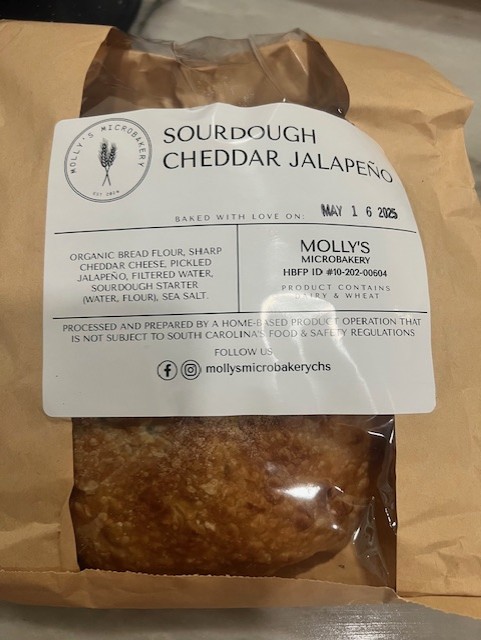 MOLLY'S MICROBAKERY
EST 2024
SOURDOUGH
CHEDDAR JALAPEÑO
BAKED WITH LOVE ON: MAY 16 2025
ORGANIC BREAD FLOUR, SHARP
CHEDDAR CHEESE, PICKLED
JALAPEÑO, FILTERED WATER,
SOURDOUGH STARTER
(WATER, FLOUR), SEA SALT.
MOLLY'S
MICROBAKERY
HBFP ID #10-202-00604
PRODUCT CONTAINS
DAIRY & WHEAT
PROCESSED AND PREPARED BY A HOME-BASED PRODUCT OPERATION THAT
IS NOT SUBJECT TO SOUTH CAROLINA'S FOOD & SAFETY REGULATIONS
FOLLOW US
mollysmicrobakerychs